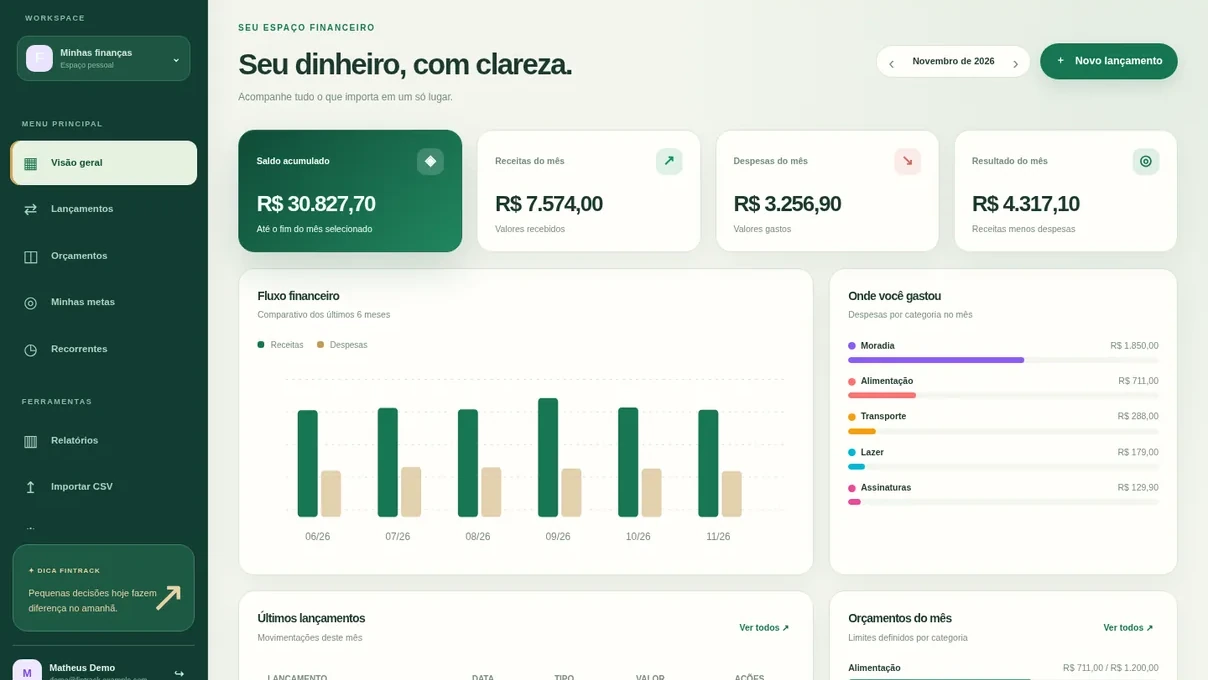 WORKSPACE
Minhas finanças
Espaço pessoal
MENU PRINCIPAL
Visão geral
Lançamentos
Orçamentos
Minhas metas
Recorrentes
FERRAMENTAS
Relatórios
Importar CSV
✦ DICA FINTRACK
Pequenas decisões hoje fazem
diferença no amanhã.
M
Matheus Demo
SEU ESPAÇO FINANCEIRO
Seu dinheiro, com clareza.
Acompanhe tudo o que importa em um só lugar.
‹ Novembro de 2026 ›
+ Novo lançamento
Saldo acumulado
R$ 30.827,70
Até o fim do mês selecionado
Receitas do mês
R$ 7.574,00
Valores recebidos
Despesas do mês
R$ 3.256,90
Valores gastos
Resultado do mês
R$ 4.317,10
Receitas menos despesas
Fluxo financeiro
Comparativo dos últimos 6 meses
Receitas Despesas
06/26 07/26 08/26 09/26 10/26 11/26
Onde você gastou
Despesas por categoria no mês
Moradia R$ 1.850,00
Alimentação R$ 711,00
Transporte R$ 288,00
Lazer R$ 179,00
Assinaturas R$ 129,90
Últimos lançamentos
Movimentações deste mês
Ver todos ↗
LANÇAMENTO DATA TIPO VALOR AÇÕES
Orçamentos do mês
Limites definidos por categoria
Ver todos ↗
Alimentação R$ 711,00 / R$ 1.200,00